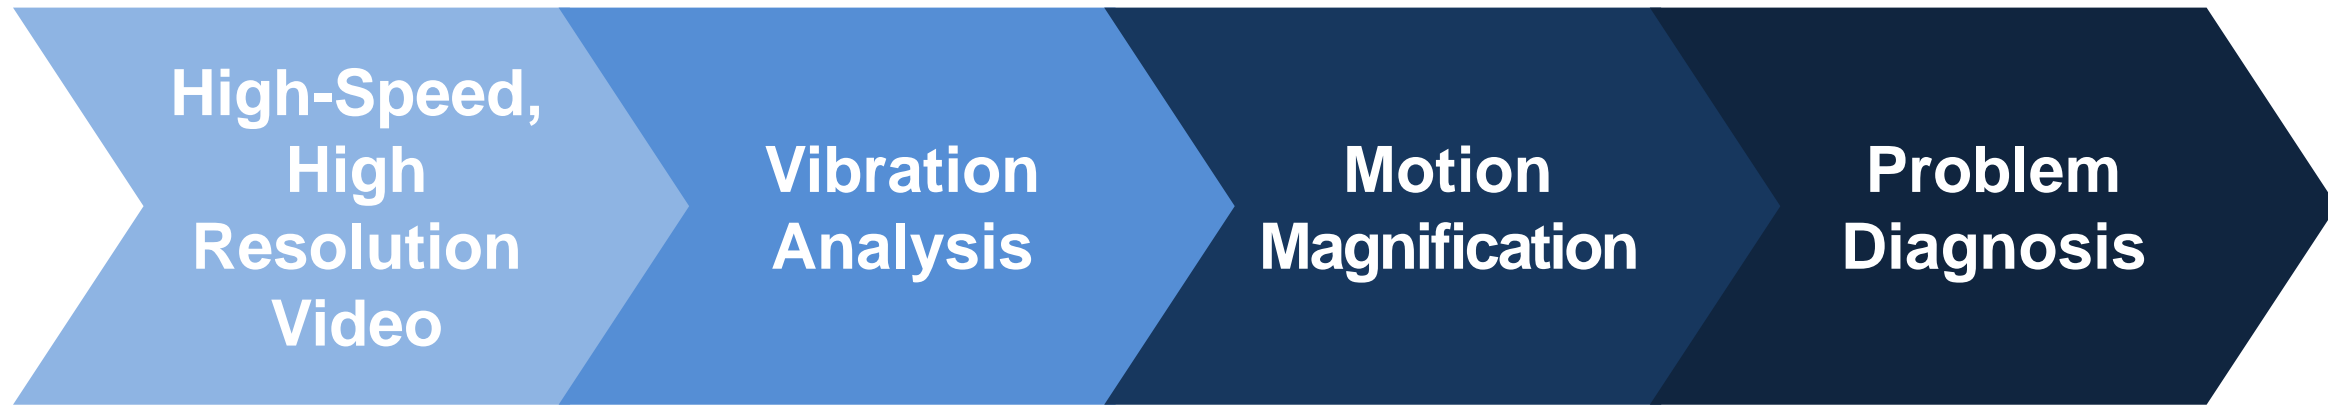 High-Speed,
High
Resolution
Video
Vibration
Analysis
Motion
Magnification
Problem
Diagnosis